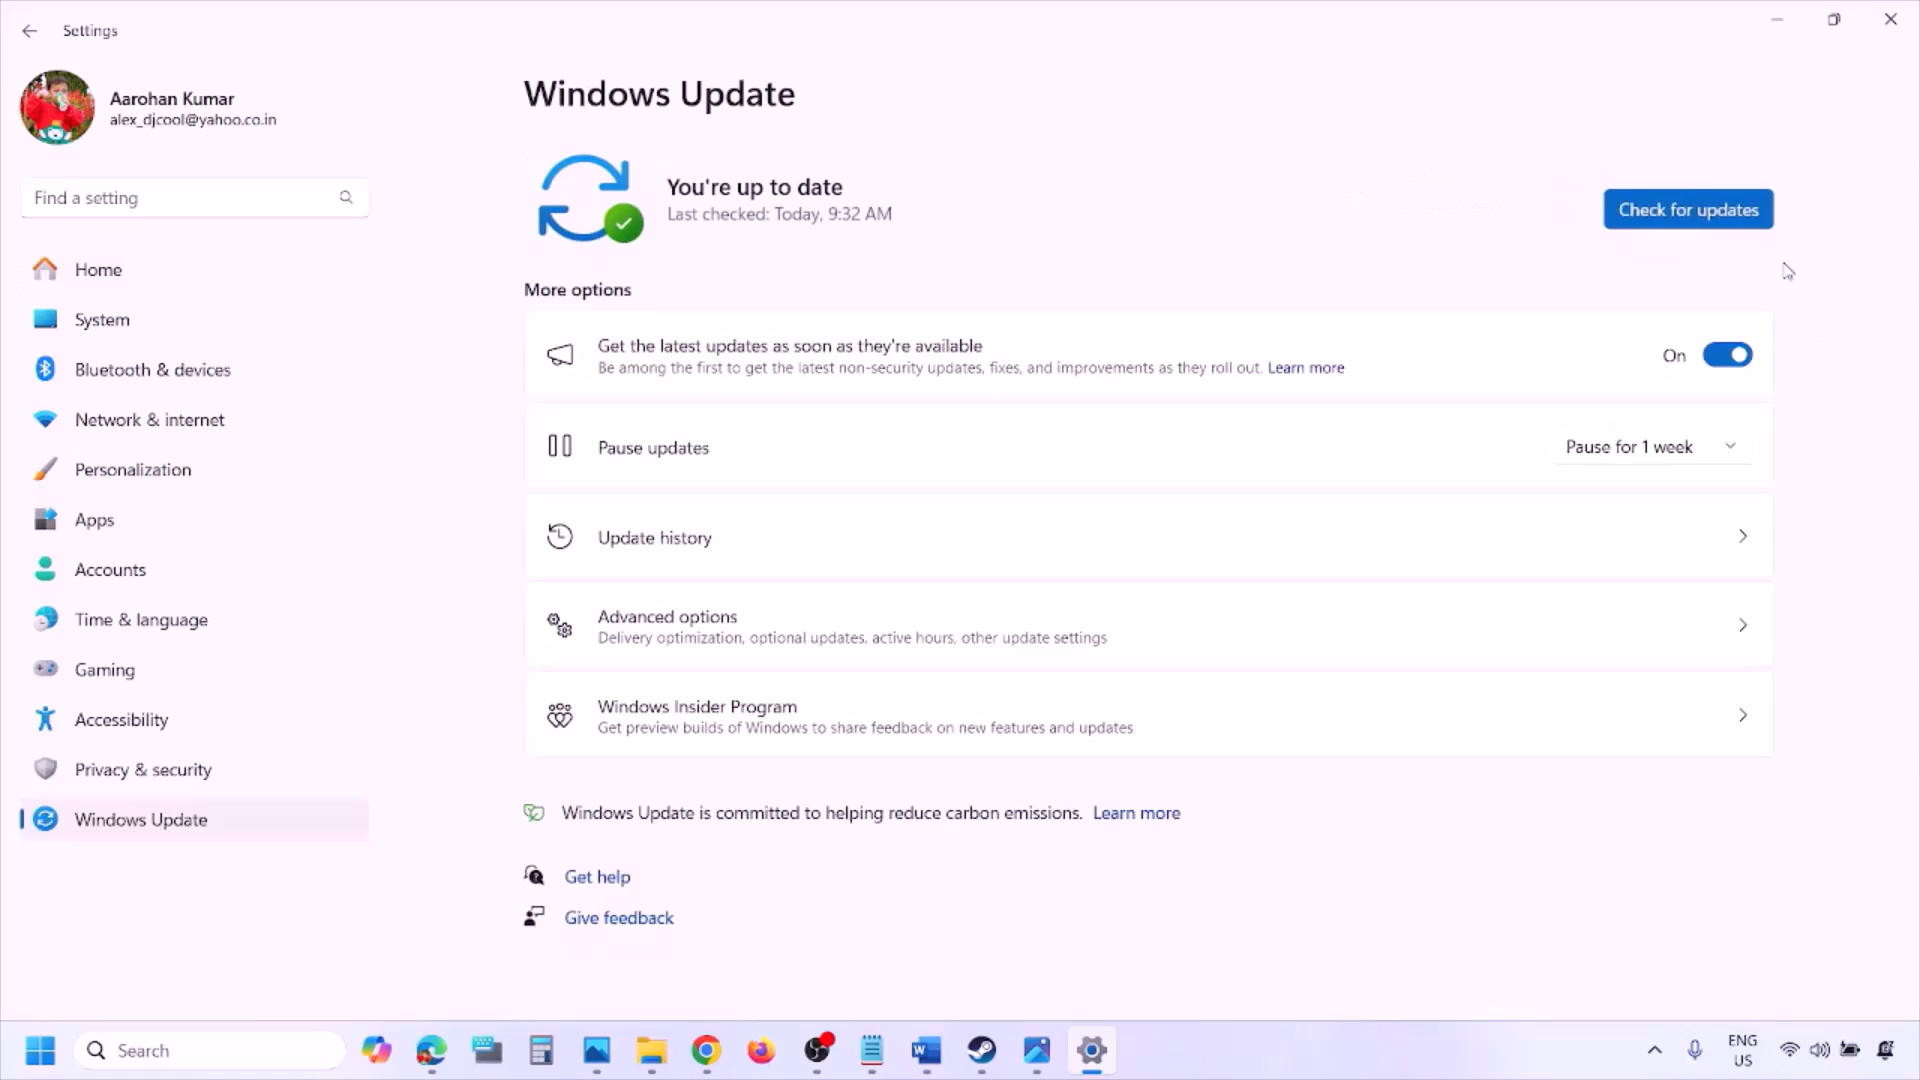 Settings
Aarohan Kumar
alex_djcool@yahoo.co.in
Find a setting
Home
System
Bluetooth & devices
Network & internet
Personalization
Apps
Accounts
Time & language
Gaming
Accessibility
Privacy & security
Windows Update
Windows Update
You're up to date
Last checked: Today, 9:32 AM
Check for updates
More options
Get the latest updates as soon as they're available
Be among the first to get the latest non-security updates, fixes, and improvements as they roll out. Learn more
On
Pause updates
Pause for 1 week
Update history
Advanced options
Delivery optimization, optional updates, active hours, other update settings
Windows Insider Program
Get preview builds of Windows to share feedback on new features and updates
Windows Update is committed to helping reduce carbon emissions. Learn more
Get help
Give feedback
Search
ENG
US